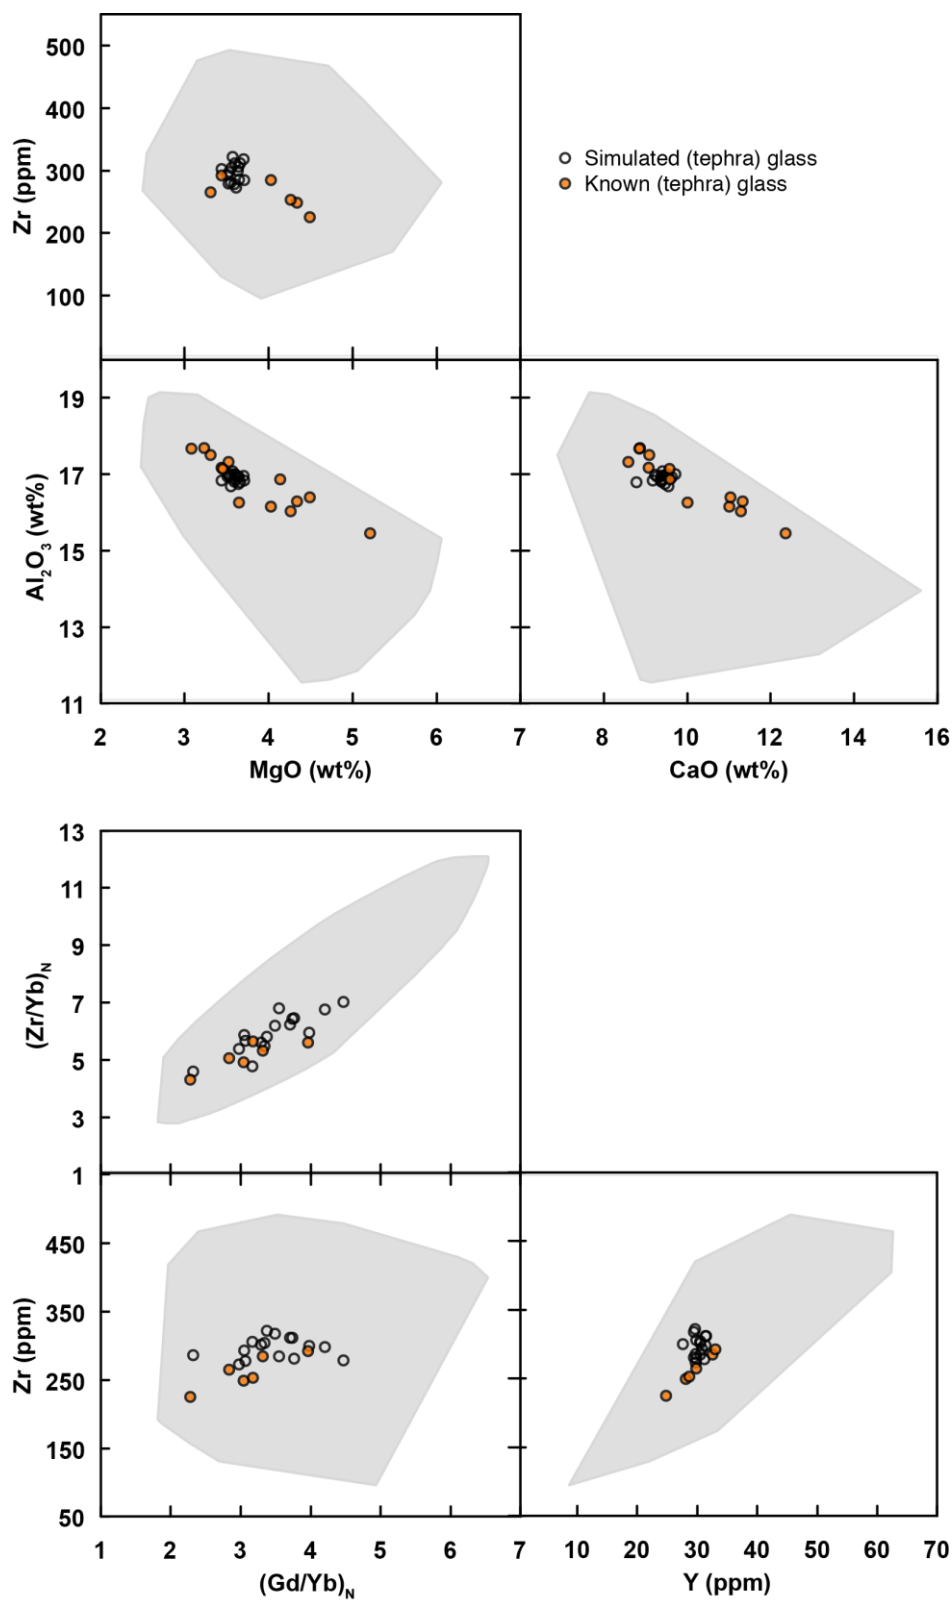 500
400
300
200
100
Zr (ppm)
Simulated (tephra) glass
Known (tephra) glass
19
17
15
13
11
Al2O3 (wt%)
2 3 4 5 6 7 8 10 12 14 16
MgO (wt%) CaO (wt%)
13
11
9
7
5
3
1
(Zr/Yb)N
450
350
250
150
50
Zr (ppm)
1 2 3 4 5 6 7 10 20 30 40 50 60 70
(Gd/Yb)N Y (ppm)